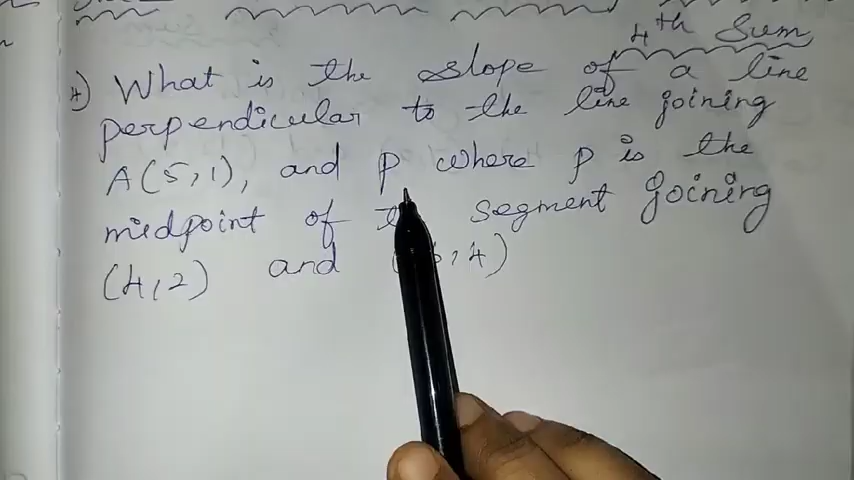 4th Sum
4) What is the slope of a line
perpendicular to the line joining
A(5,1), and P where P is the
midpoint of segment joining
(4,2) and ,4)